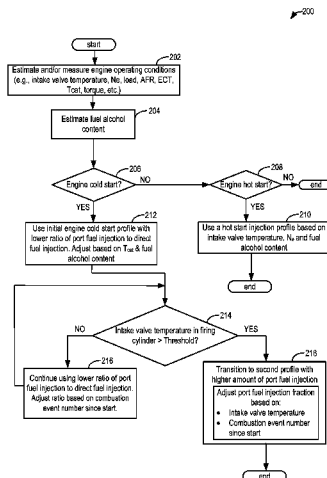 200
start
202
Estimate and/or measure engine operating conditions
(e.g., intake valve temperature, Ne, load, AFR, ECT,
Tcat, torque, etc.)
204
Estimate fuel alcohol
content
206
Engine cold start?
NO
208
Engine hot start?
NO
end
YES
212
Use initial engine cold start profile with
lower ratio of port fuel injection to direct
fuel injection. Adjust based on Tcat & fuel
alcohol content
YES
210
Use a hot start injection profile based on
intake valve temperature, Ne and fuel
alcohol content
end
214
Intake valve temperature in firing
cylinder > Threshold?
NO
YES
216
Continue using lower ratio of port
fuel injection to direct fuel injection.
Adjust ratio based on combustion
event number since start.
218
Transition to second profile with
higher amount of port fuel injection
Adjust port fuel injection fraction
based on:
• Intake valve temperature
• Combustion event number
since start
end